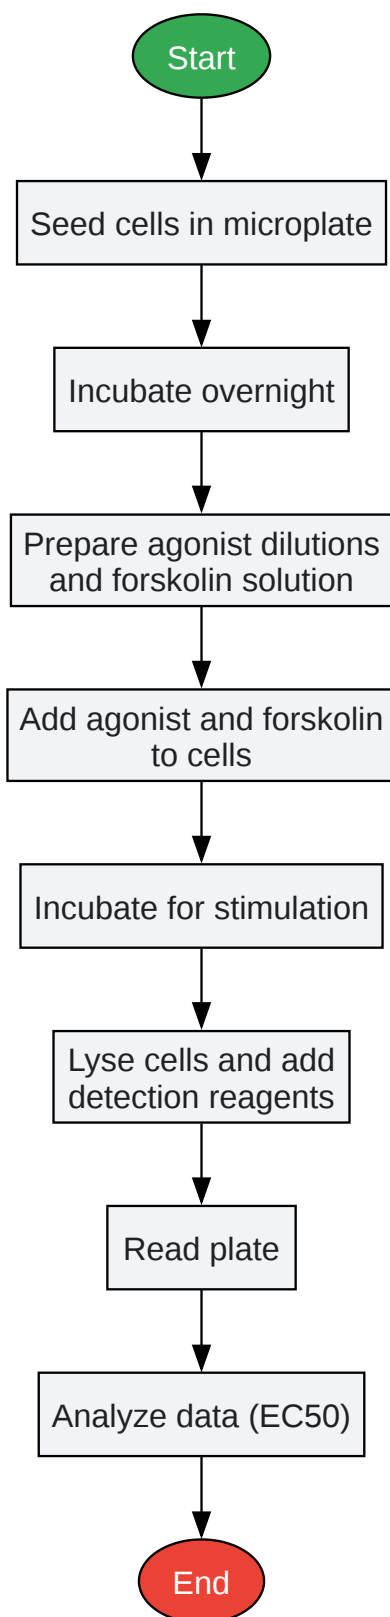 Start
Seed cells in microplate
Incubate overnight
Prepare agonist dilutions
and forskolin solution
Add agonist and forskolin
to cells
Incubate for stimulation
Lyse cells and add
detection reagents
Read plate
Analyze data (EC50)
End